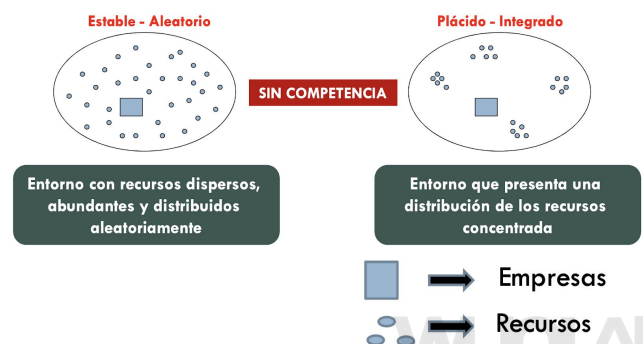 Estable - Aleatorio
Plácido - Integrado
SIN COMPETENCIA
Entorno con recursos dispersos,
abundantes y distribuidos
aleatoriamente
Entorno que presenta una
distribución de los recursos
concentrada
Empresas
Recursos